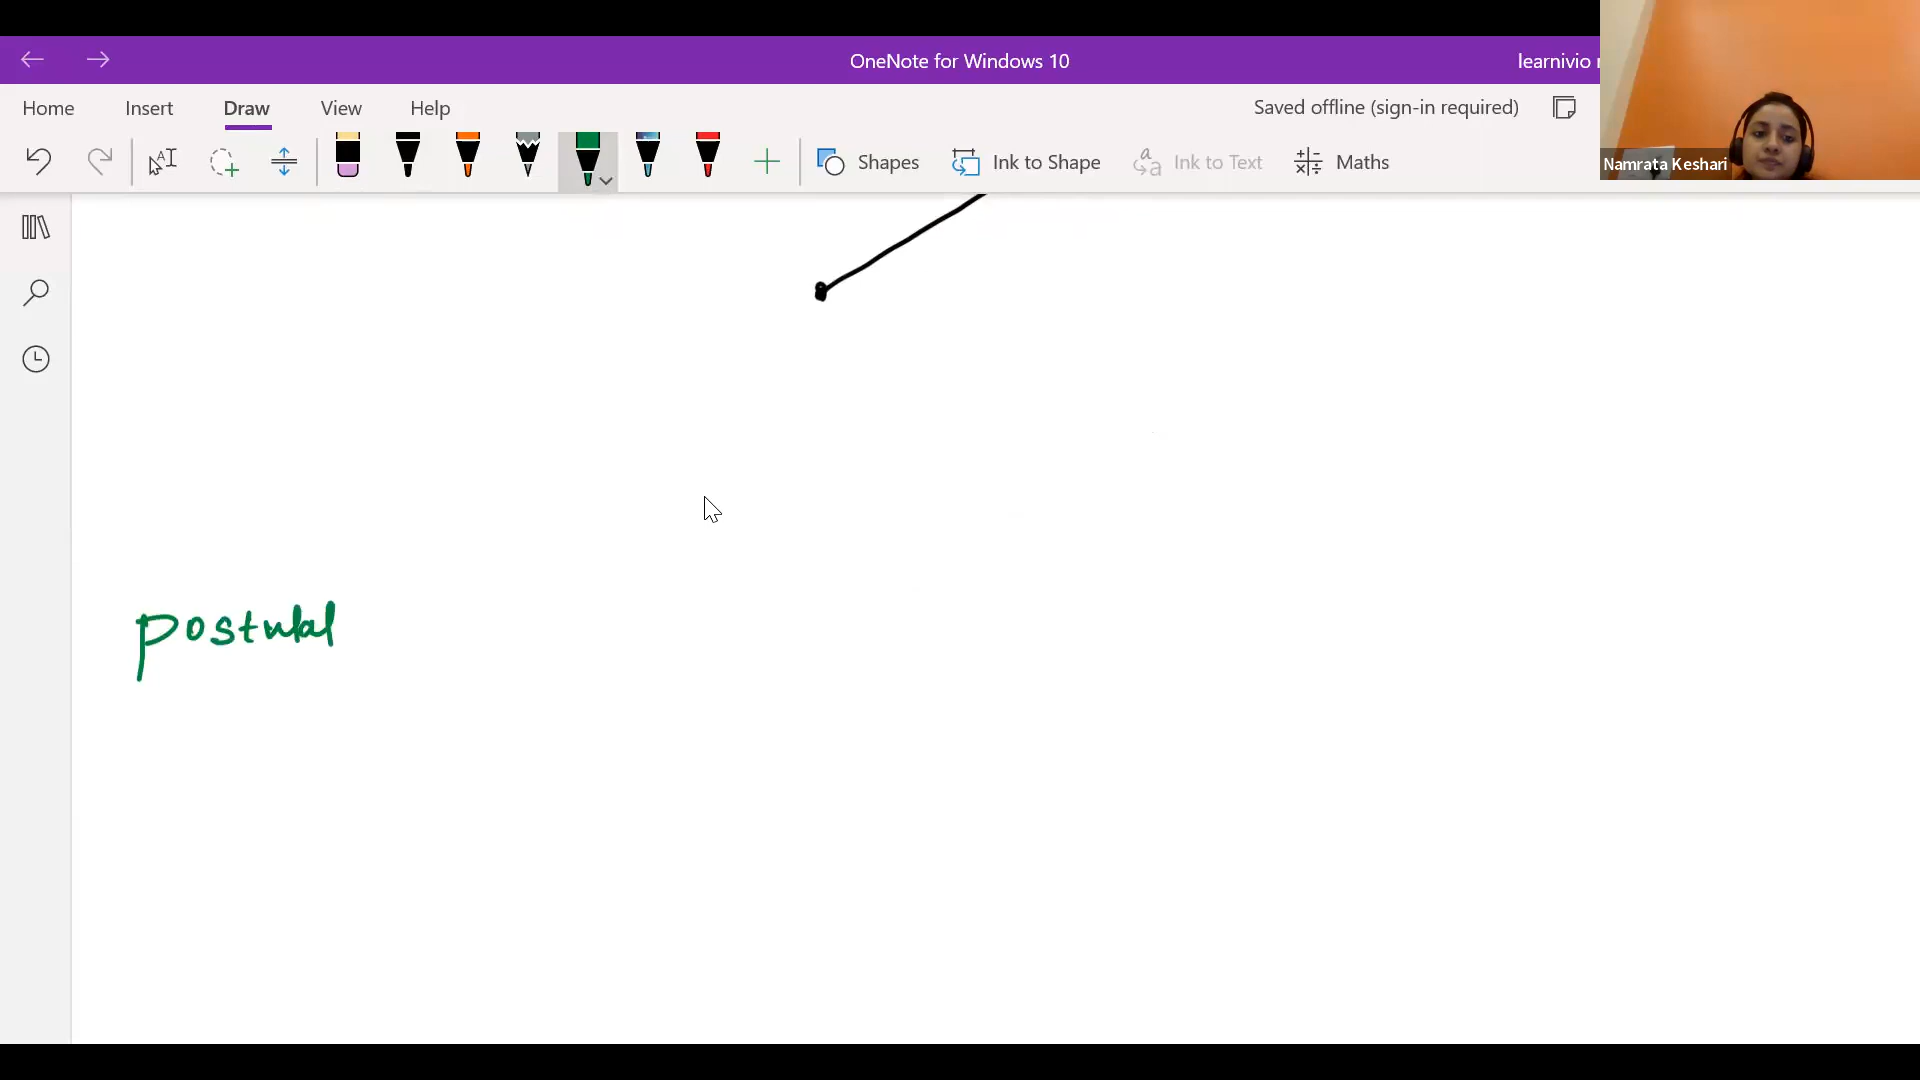 OneNote for Windows 10
learnivio
Home Insert Draw View Help
Saved offline (sign-in required)
Shapes Ink to Shape Ink to Text Maths
Namrata Keshari
postulal